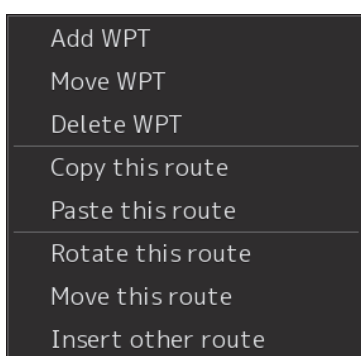 Add WPT
Move WPT
Delete WPT
Copy this route
Paste this route
Rotate this route
Move this route
Insert other route